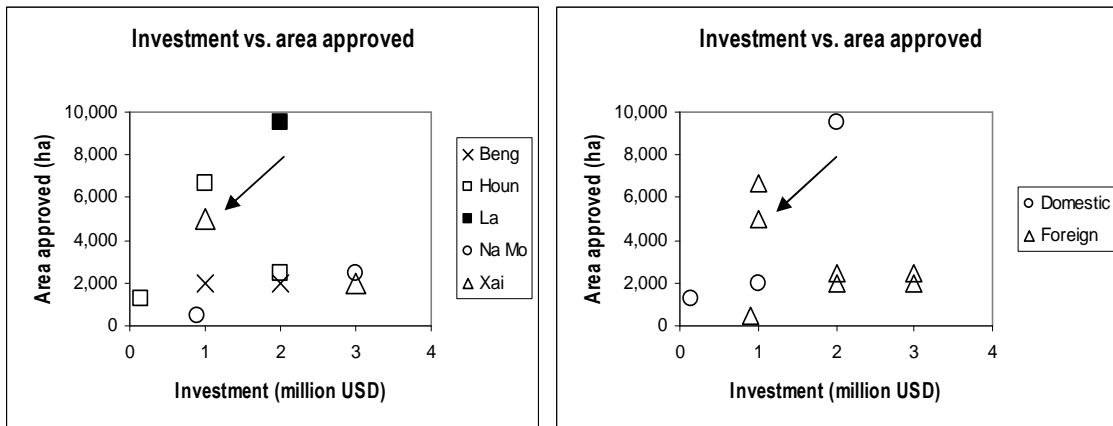 Investment vs. area approved
Area approved (ha)
10,000
8,000
6,000
4,000
2,000
0
0 1 2 3 4
Investment (million USD)
Beng
Houn
La
Na Mo
Xai
Investment vs. area approved
Area approved (ha)
10,000
8,000
6,000
4,000
2,000
0
0 1 2 3 4
Investment (million USD)
Domestic
Foreign